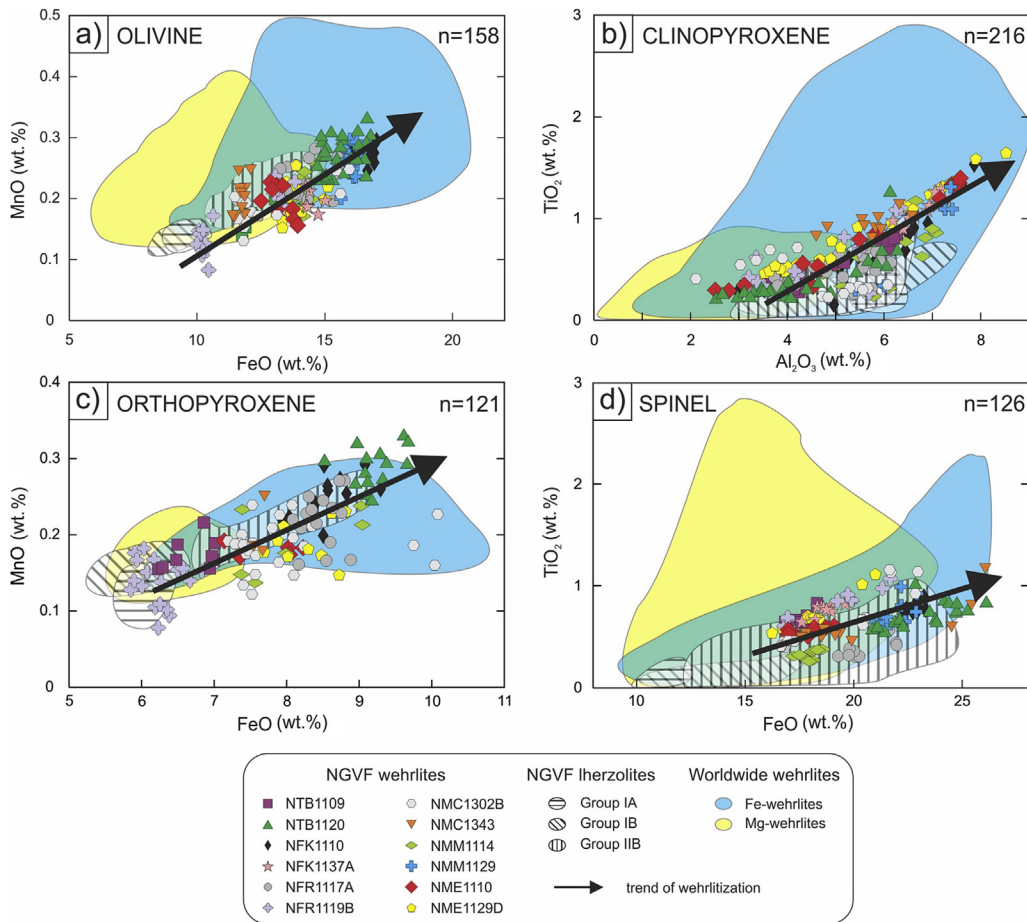 a) OLIVINE n=158
0.5
0.4
0.3
0.2
0.1
0
MnO (wt.%)
5 10 15 20
FeO (wt.%)
b) CLINOPYROXENE n=216
3
2
1
0
TiO₂ (wt.%)
0 2 4 6 8
Al₂O₃ (wt.%)
c) ORTHOPYROXENE n=121
0.4
0.3
0.2
0.1
0
MnO (wt.%)
5 6 7 8 9 10 11
FeO (wt.%)
d) SPINEL n=126
3
2
1
0
TiO₂ (wt.%)
10 15 20 25
FeO (wt.%)
NGVF wehrlites
NTB1109
NTB1120
NFK1110
NFK1137A
NFR1117A
NFR1119B
NMC1302B
NMC1343
NMM1114
NMM1129
NME1110
NME1129D
NGVF lherzolites
Group IA
Group IB
Group IIB
Worldwide wehrlites
Fe-wehrlites
Mg-wehrlites
trend of wehrlitization